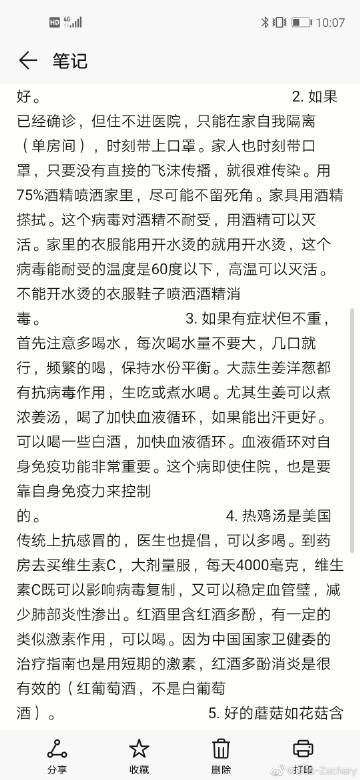 HD 4G 10:07
笔记
好。 2. 如果
已经确诊，但住不进医院，只能在家自我隔离
（单房间），时刻带上口罩。家人也时刻带口
罩，只要没有直接的飞沫传播，就很难传染。用
75%酒精喷洒家里，尽可能不留死角。家具用酒精
搽拭。这个病毒对酒精不耐受，用酒精可以灭
活。家里的衣服能用开水烫的就用开水烫，这个
病毒能耐受的温度是60度以下，高温可以灭活。
不能开水烫的衣服鞋子喷洒酒精消
毒。 3. 如果有症状但不重，
首先注意多喝水，每次喝水量不要大，几口就
行，频繁的喝，保持水份平衡。大蒜生姜洋葱都
有抗病毒作用，生吃或煮水喝。尤其生姜可以煮
浓姜汤，喝了加快血液循环，如果能出汗更好。
可以喝一些白酒，加快血液循环。血液循环对自
身免疫功能非常重要。这个病即使住院，也是要
靠自身免疫力来控制
的。 4. 热鸡汤是美国
传统上抗感冒的，医生也提倡，可以多喝。到药
房去买维生素C，大剂量服，每天4000毫克，维生
素C既可以影响病毒复制，又可以稳定血管壁，减
少肺部炎性渗出。红酒里含红酒多酚，有一定的
类似激素作用，可以喝。因为中国国家卫健委的
治疗指南也是用短期的激素，红酒多酚消炎是很
有效的（红葡萄酒，不是白葡萄
酒）。 5. 好的蘑菇如花菇含
分享 收藏 删除 打印